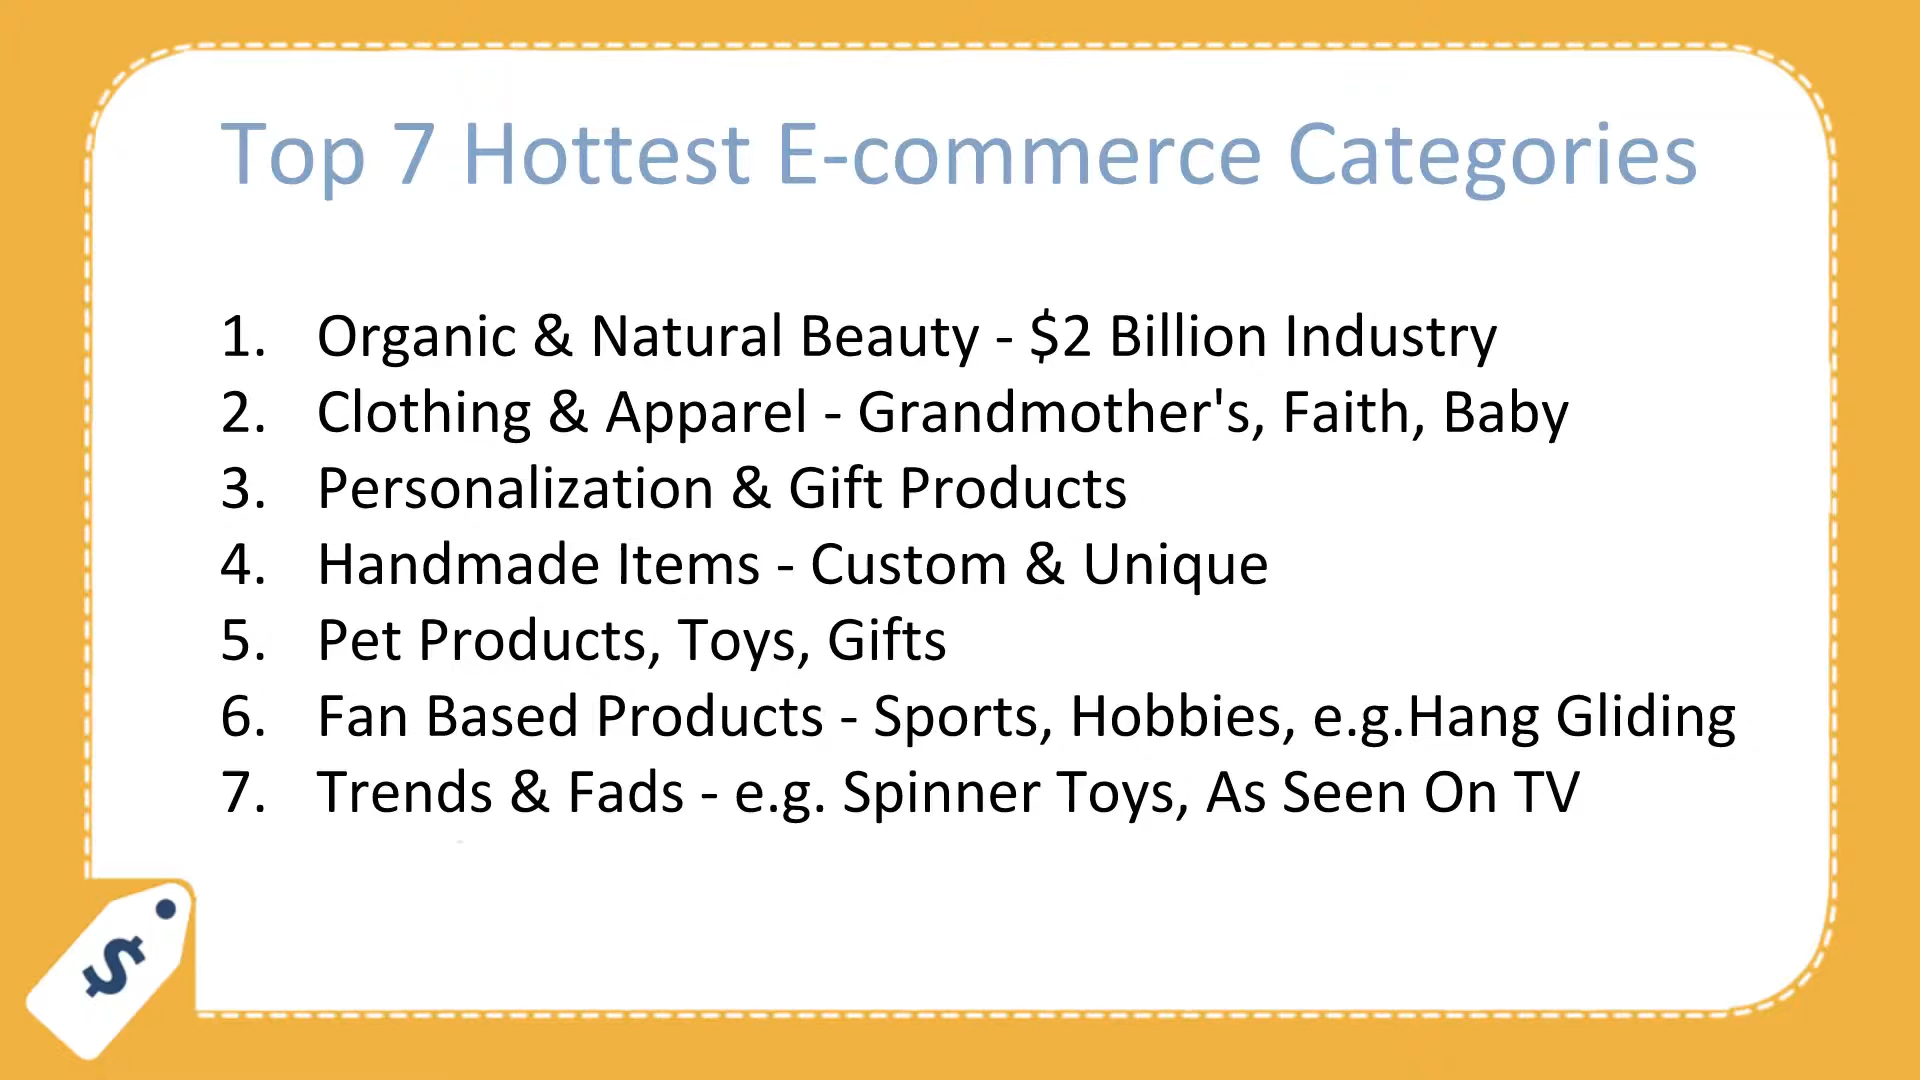 Top 7 Hottest E-commerce Categories
1. Organic & Natural Beauty - $2 Billion Industry
2. Clothing & Apparel - Grandmother's, Faith, Baby
3. Personalization & Gift Products
4. Handmade Items - Custom & Unique
5. Pet Products, Toys, Gifts
6. Fan Based Products - Sports, Hobbies, e.g.Hang Gliding
7. Trends & Fads - e.g. Spinner Toys, As Seen On TV
$